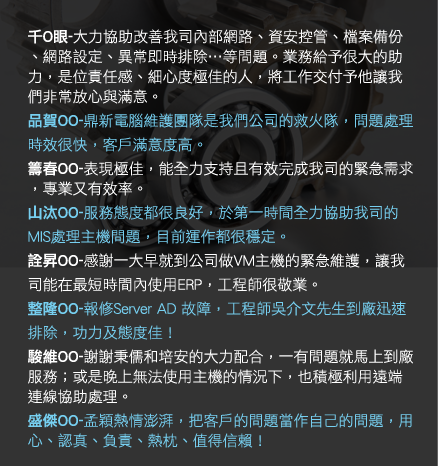 千O眼-大力協助改善我司內部網路、資安控管、檔案備份
、網路設定、異常即時排除…等問題。業務給予很大的助
力，是位責任感、細心度極佳的人，將工作交付予他讓我
們非常放心與滿意。
品賀OO-鼎新電腦維護團隊是我們公司的救火隊，問題處理
時效很快，客戶滿意度高。
籌春OO-表現極佳，能全力支持且有效完成我司的緊急需求
，專業又有效率。
山汰OO-服務態度都很良好，於第一時間全力協助我司的
MIS處理主機問題，目前運作都很穩定。
詮昇OO-感謝一大早就到公司做VM主機的緊急維護，讓我
司能在最短時間內使用ERP，工程師很敬業。
整隆OO-報修Server AD 故障，工程師吳介文先生到廠迅速
排除，功力及態度佳！
駿維OO-謝謝秉儒和培安的大力配合，一有問題就馬上到廠
服務；或是晚上無法使用主機的情況下，也積極利用遠端
連線協助處理。
盛傑OO-孟穎熱情澎湃，把客戶的問題當作自己的問題，用
心、認真、負責、熱枕、值得信賴！